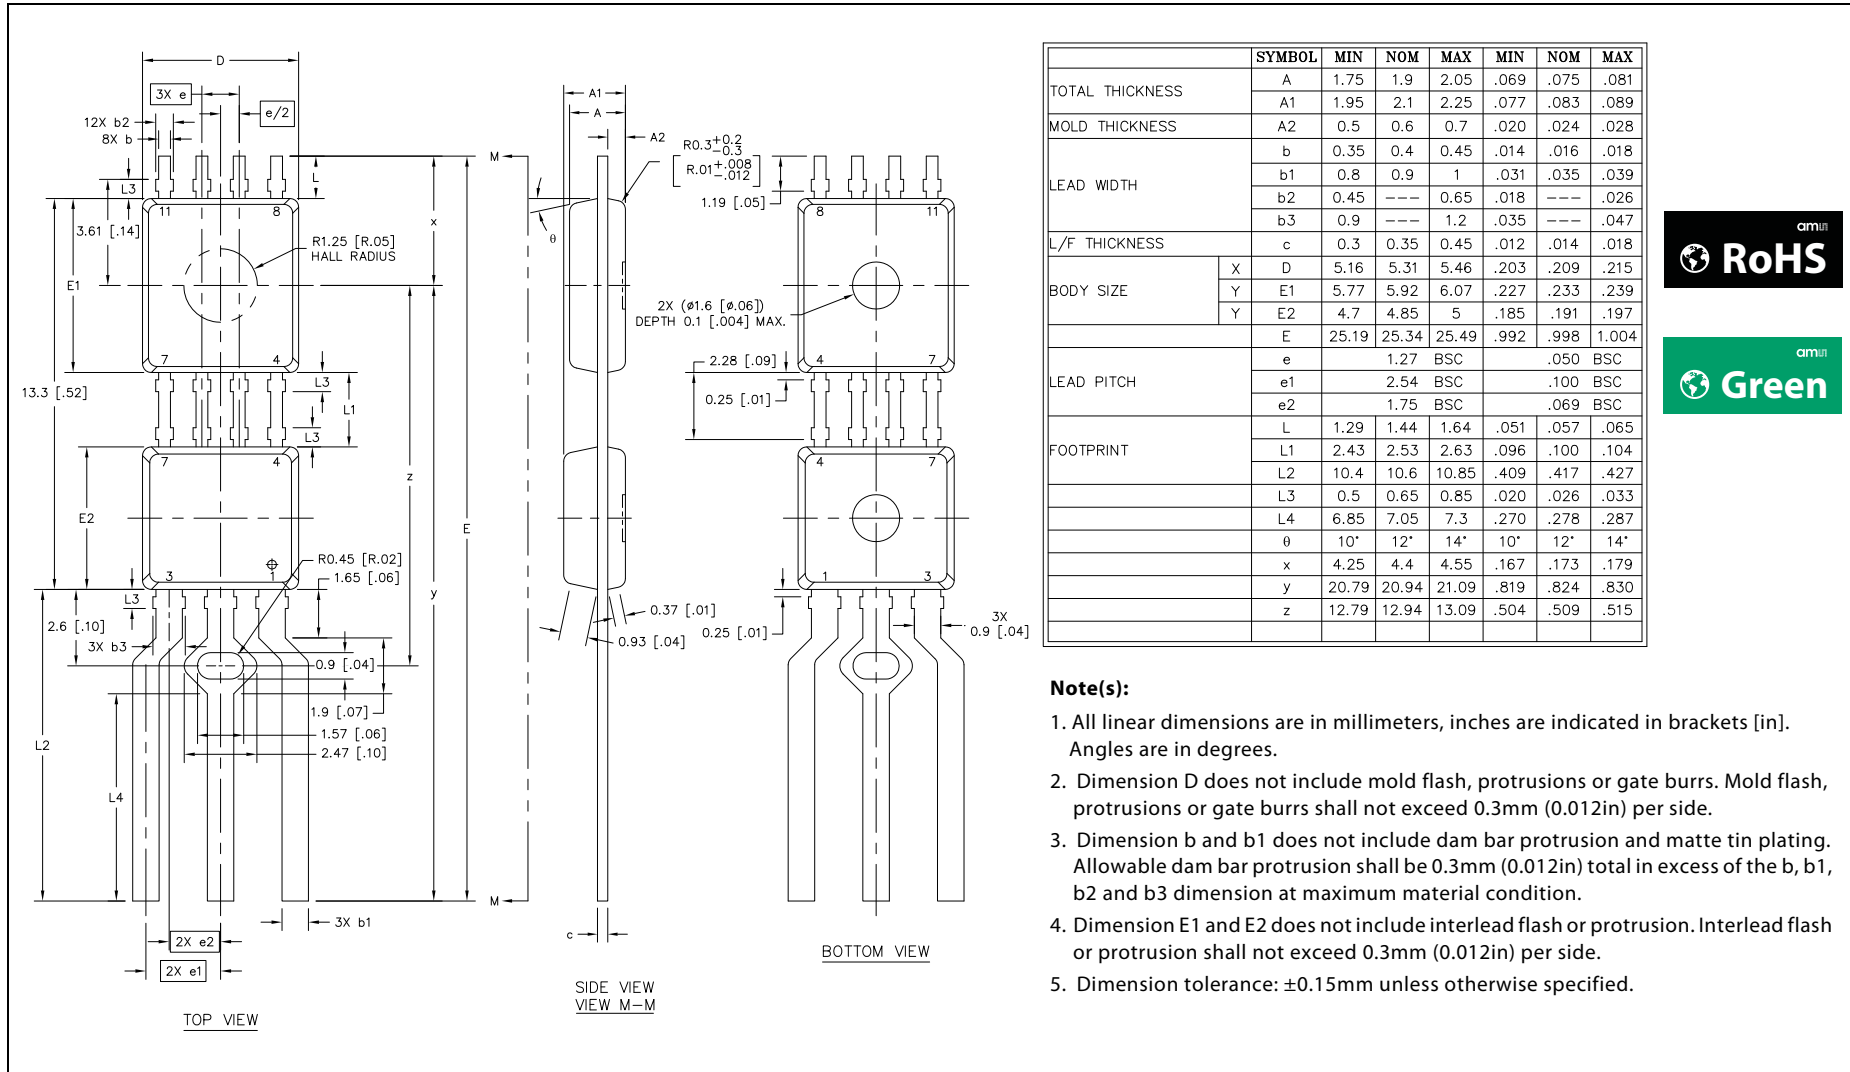 D
3X e
e/2
12X b2
8X b
L3
L
11 8
3.61 [.14]
R1.25 [R.05]
HALL RADIUS
E1
x
7 4
13.3 [.52]
L3
L1
L3
7 4
z
E2
E
3 1
R0.45 [R.02]
1.65 [.06]
L3
y
2.6 [.10]
3X b3
0.9 [.04]
1.9 [.07]
1.57 [.06]
2.47 [.10]
L2
L4
3X b1
2X e2
2X e1
TOP VIEW
A1
A
A2
M
R0.3+0.2
-0.3
R.01+.008
-.012
θ
0.37 [.01]
0.93 [.04]
M
c
SIDE VIEW
VIEW M-M
1.19 [.05]
8 11
2X (ø1.6 [ø.06])
DEPTH 0.1 [.004] MAX.
4 7
2.28 [.09]
0.25 [.01]
4 7
1 3
0.25 [.01]
3X
0.9 [.04]
BOTTOM VIEW
SYMBOL MIN NOM MAX MIN NOM MAX
TOTAL THICKNESS A 1.75 1.9 2.05 .069 .075 .081
A1 1.95 2.1 2.25 .077 .083 .089
MOLD THICKNESS A2 0.5 0.6 0.7 .020 .024 .028
LEAD WIDTH b 0.35 0.4 0.45 .014 .016 .018
b1 0.8 0.9 1 .031 .035 .039
b2 0.45 --- 0.65 .018 --- .026
b3 0.9 --- 1.2 .035 --- .047
L/F THICKNESS c 0.3 0.35 0.45 .012 .014 .018
BODY SIZE X D 5.16 5.31 5.46 .203 .209 .215
Y E1 5.77 5.92 6.07 .227 .233 .239
Y E2 4.7 4.85 5 .185 .191 .197
E 25.19 25.34 25.49 .992 .998 1.004
LEAD PITCH e 1.27 BSC .050 BSC
e1 2.54 BSC .100 BSC
e2 1.75 BSC .069 BSC
FOOTPRINT L 1.29 1.44 1.64 .051 .057 .065
L1 2.43 2.53 2.63 .096 .100 .104
L2 10.4 10.6 10.85 .409 .417 .427
L3 0.5 0.65 0.85 .020 .026 .033
L4 6.85 7.05 7.3 .270 .278 .287
θ 10° 12° 14° 10° 12° 14°
x 4.25 4.4 4.55 .167 .173 .179
y 20.79 20.94 21.09 .819 .824 .830
z 12.79 12.94 13.09 .504 .509 .515
amu
RoHS
amu
Green
Note(s):
1. All linear dimensions are in millimeters, inches are indicated in brackets [in].
Angles are in degrees.
2. Dimension D does not include mold flash, protrusions or gate burrs. Mold flash,
protrusions or gate burrs shall not exceed 0.3mm (0.012in) per side.
3. Dimension b and b1 does not include dam bar protrusion and matte tin plating.
Allowable dam bar protrusion shall be 0.3mm (0.012in) total in excess of the b, b1,
b2 and b3 dimension at maximum material condition.
4. Dimension E1 and E2 does not include interlead flash or protrusion. Interlead flash
or protrusion shall not exceed 0.3mm (0.012in) per side.
5. Dimension tolerance: ±0.15mm unless otherwise specified.